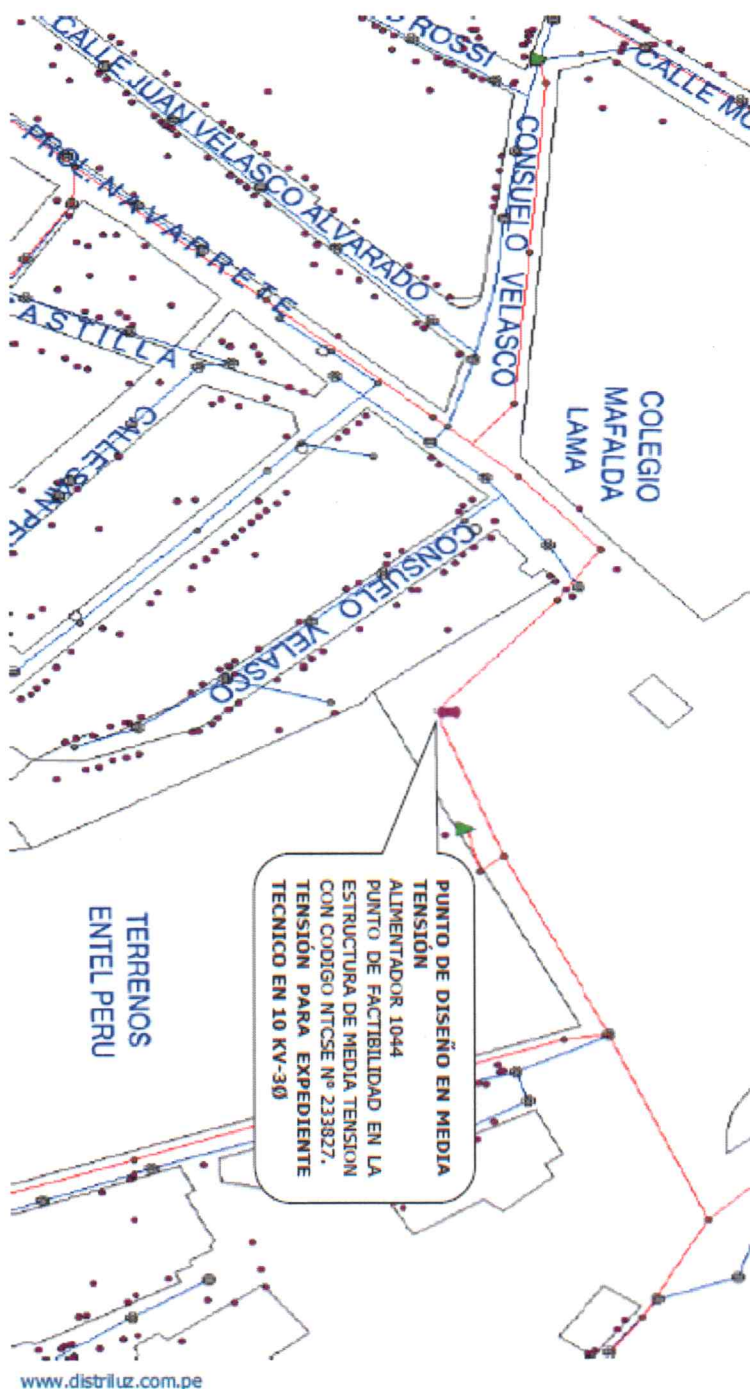 CALLE JUAN VELASCO ALVARADO
ROSSI
CALLE MO
CONSUELO VELASCO
PROL. NAVARRETE
ASTILLA
CALLE SAN PE
CONSUELO VELASCO
COLEGIO
MAFALDA
LAMA
PUNTO DE DISEÑO EN MEDIA
TENSIÓN
ALIMENTADOR 1044
PUNTO DE FACTIBILIDAD EN LA
ESTRUCTURA DE MEDIA TENSION
CON CODIGO NTCSE Nº 233827.
TENSIÓN PARA EXPEDIENTE
TECNICO EN 10 KV-3Ø
TERRENOS
ENTEL PERU
www.distriluz.com.pe